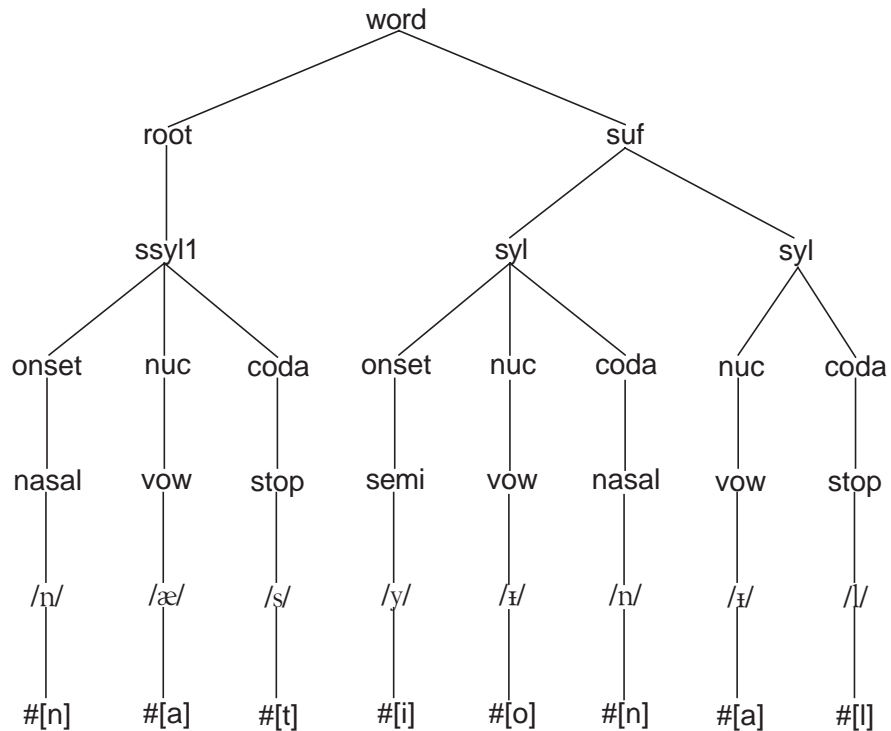 word
root suf
ssyl1 syl syl
onset nuc coda onset nuc coda nuc coda
nasal vow stop semi vow nasal vow stop
/n/ /æ/ /s/ /y/ /ɪ/ /n/ /ɪ/ /l/
#[n] #[a] #[t] #[i] #[o] #[n] #[a] #[l]